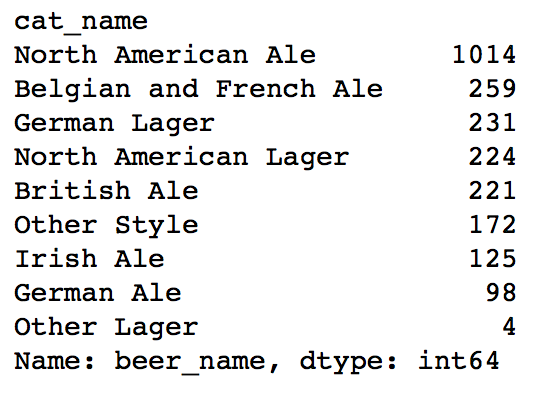 cat_name
North American Ale 1014
Belgian and French Ale 259
German Lager 231
North American Lager 224
British Ale 221
Other Style 172
Irish Ale 125
German Ale 98
Other Lager 4
Name: beer_name, dtype: int64